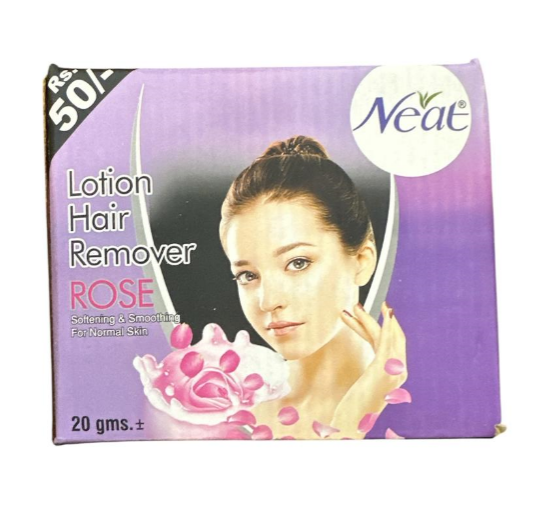 Rs.
50/-
Neat®
Lotion
Hair
Remover
ROSE
Softening & Smoothing
For Normal Skin
20 gms.±